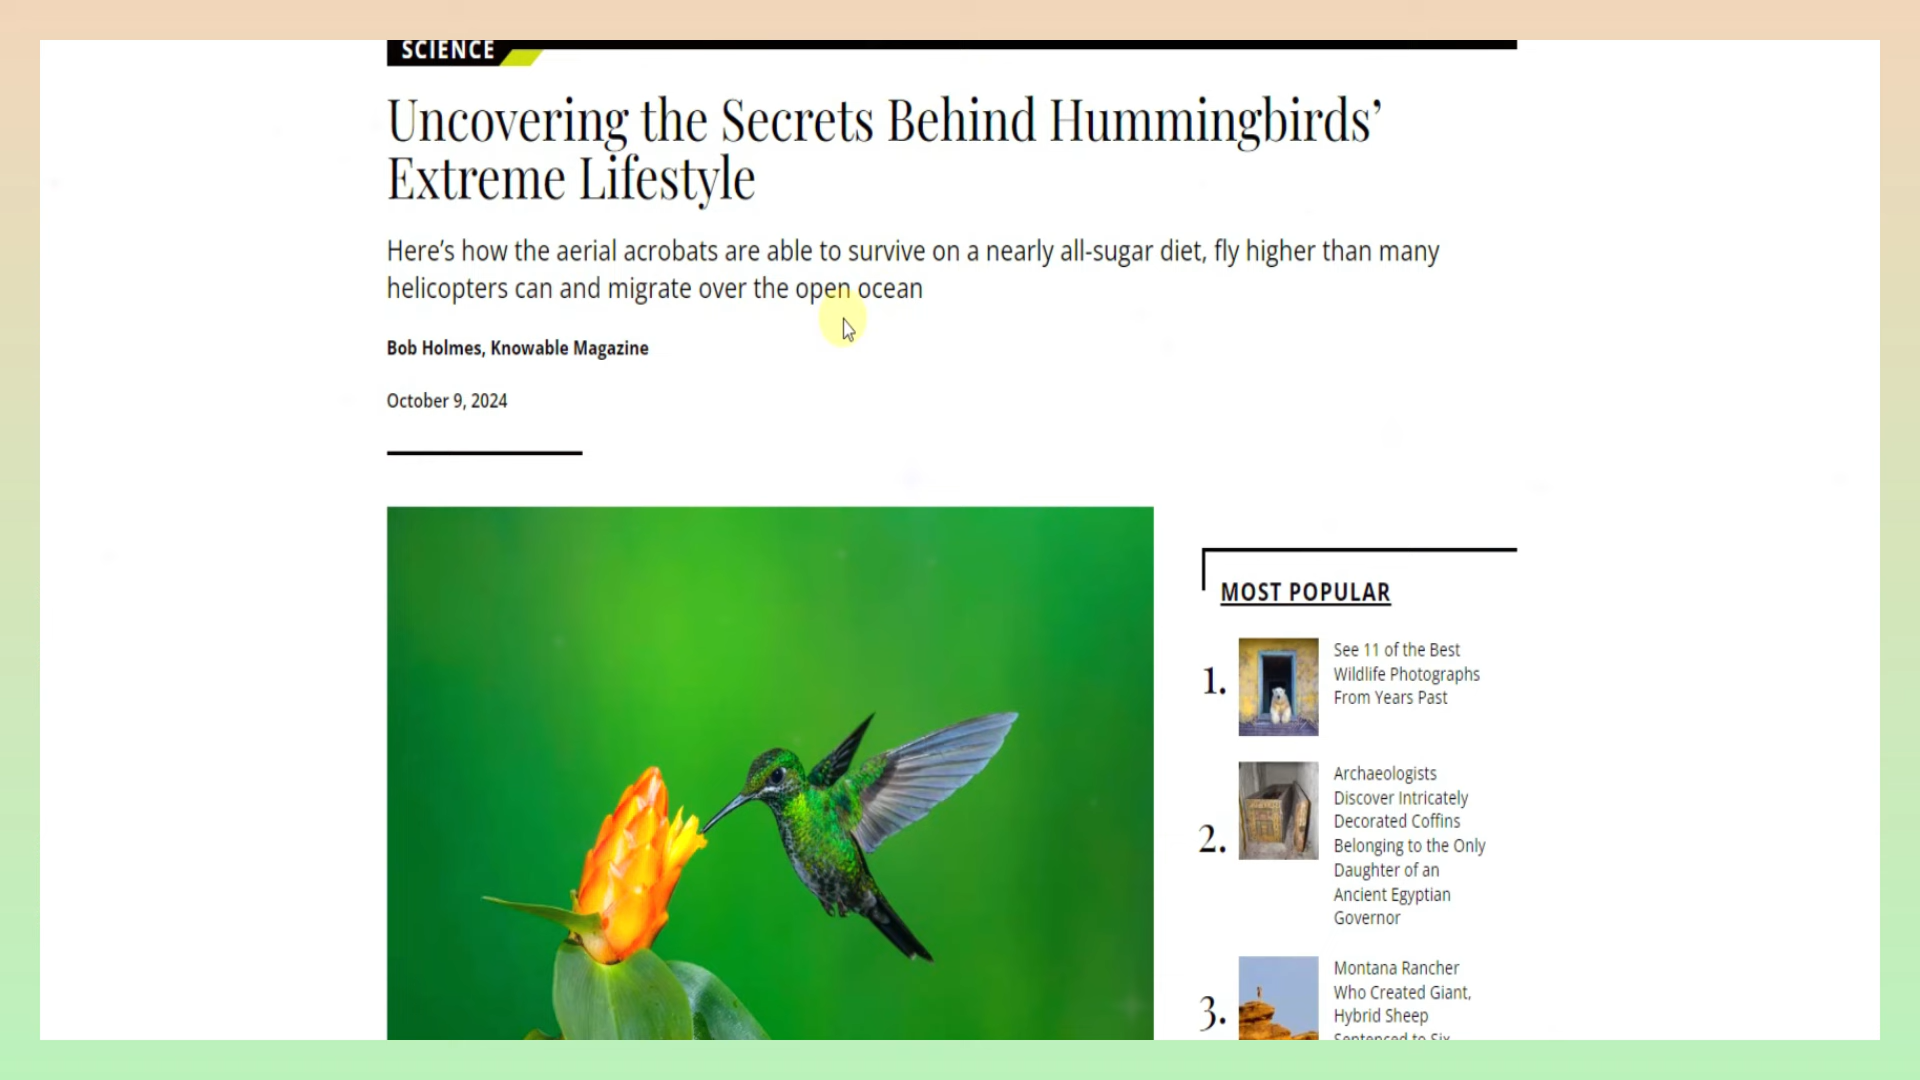 SCIENCE
Uncovering the Secrets Behind Hummingbirds’
Extreme Lifestyle
Here’s how the aerial acrobats are able to survive on a nearly all-sugar diet, fly higher than many
helicopters can and migrate over the open ocean
Bob Holmes, Knowable Magazine
October 9, 2024
MOST POPULAR
1.
See 11 of the Best
Wildlife Photographs
From Years Past
2.
Archaeologists
Discover Intricately
Decorated Coffins
Belonging to the Only
Daughter of an
Ancient Egyptian
Governor
3.
Montana Rancher
Who Created Giant,
Hybrid Sheep
Sentenced to Six